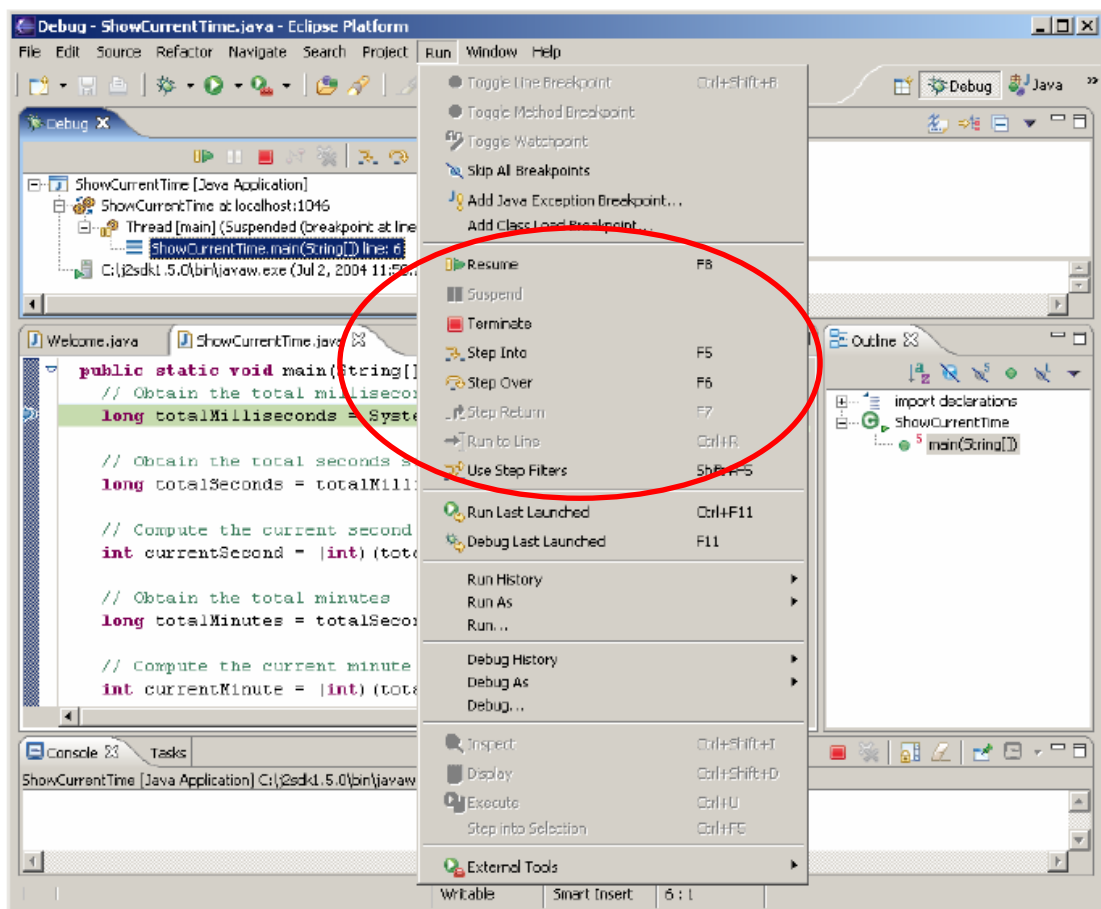 Debug - ShowCurrentTime.java - Eclipse Platform
File Edit Source Refactor Navigate Search Project Run Window Help
Debug Java »
Debug
ShowCurrentTime [Java Application]
ShowCurrentTime at localhost:1046
Thread [main] (Suspended (breakpoint at line
ShowCurrentTime.main(String[]) line: 6
C:\j2sdk1.5.0\bin\javaw.exe (Jul 2, 2004
Toggle Line Breakpoint Ctrl+Shift+B
Toggle Method Breakpoint
Toggle Watchpoint
Skip All Breakpoints
Add Java Exception Breakpoint...
Add Class Load Breakpoint...
Resume F8
Suspend
Terminate
Step Into F5
Step Over F6
Step Return F7
Run to Line Ctrl+R
Use Step Filters Shift+F5
Run Last Launched Ctrl+F11
Debug Last Launched F11
Run History
Run As
Run...
Debug History
Debug As
Debug...
Inspect Ctrl+Shift+I
Display Ctrl+Shift+D
Execute Ctrl+U
Step into Selection Ctrl+F5
External Tools
Welcome.java ShowCurrentTime.java
public static void main(String[]
// Obtain the total millisecon
long totalMilliseconds = Syste
// Obtain the total seconds s
long totalSeconds = totalMilli
// Compute the current second
int currentSecond = (int)(tota
// Obtain the total minutes
long totalMinutes = totalSecon
// Compute the current minute
int currentMinute = (int)(tota
Outline
import declarations
ShowCurrentTime
S main(String[])
Console Tasks
ShowCurrentTime [Java Application] C:\j2sdk1.5.0\bin\javaw
Writable Smart Insert 6 : 1